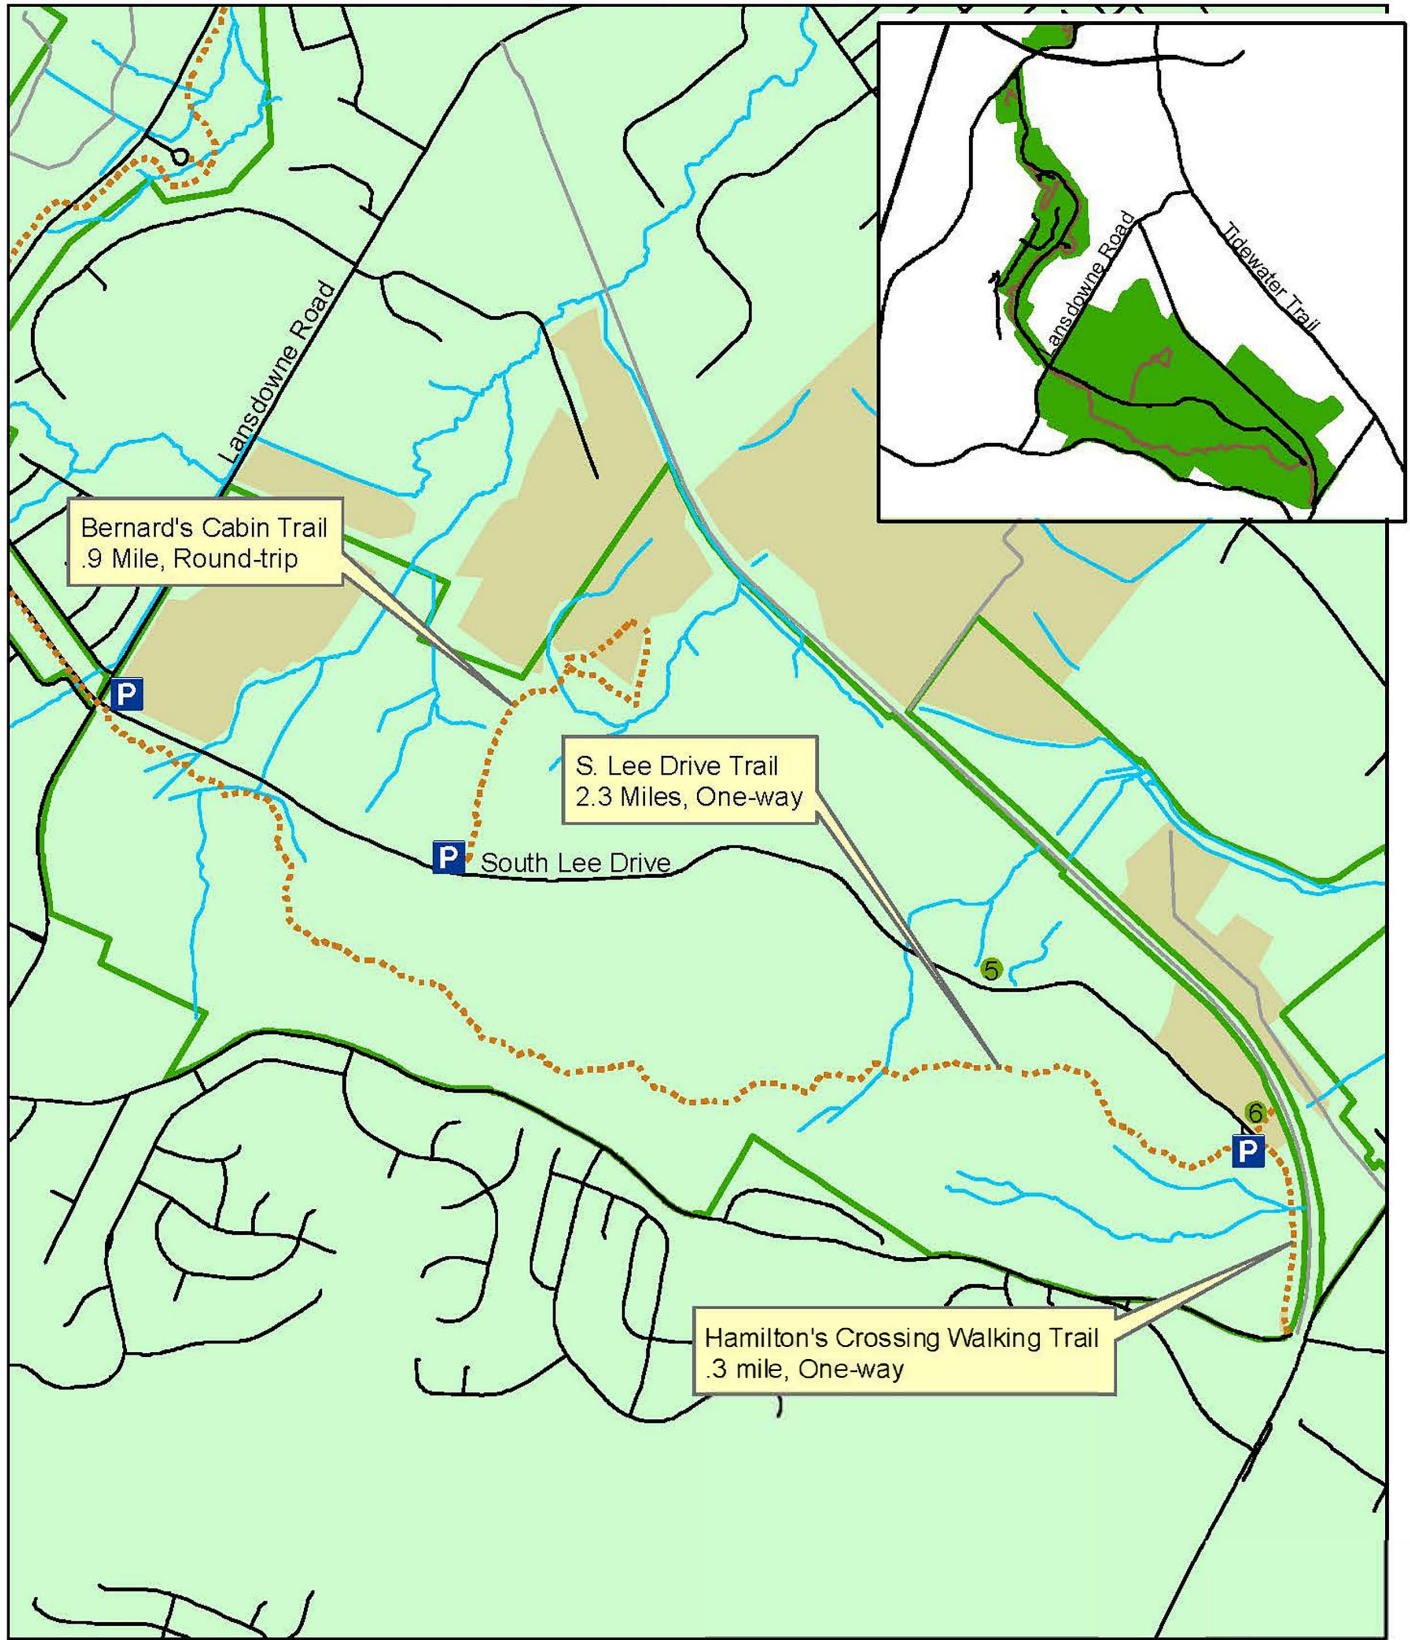 Lansdowne Road
Tidewater Trail
Lansdowne Road
Bernard's Cabin Trail
.9 Mile, Round-trip
P
S. Lee Drive Trail
2.3 Miles, One-way
P
South Lee Drive
5
6
P
Hamilton's Crossing Walking Trail
.3 mile, One-way